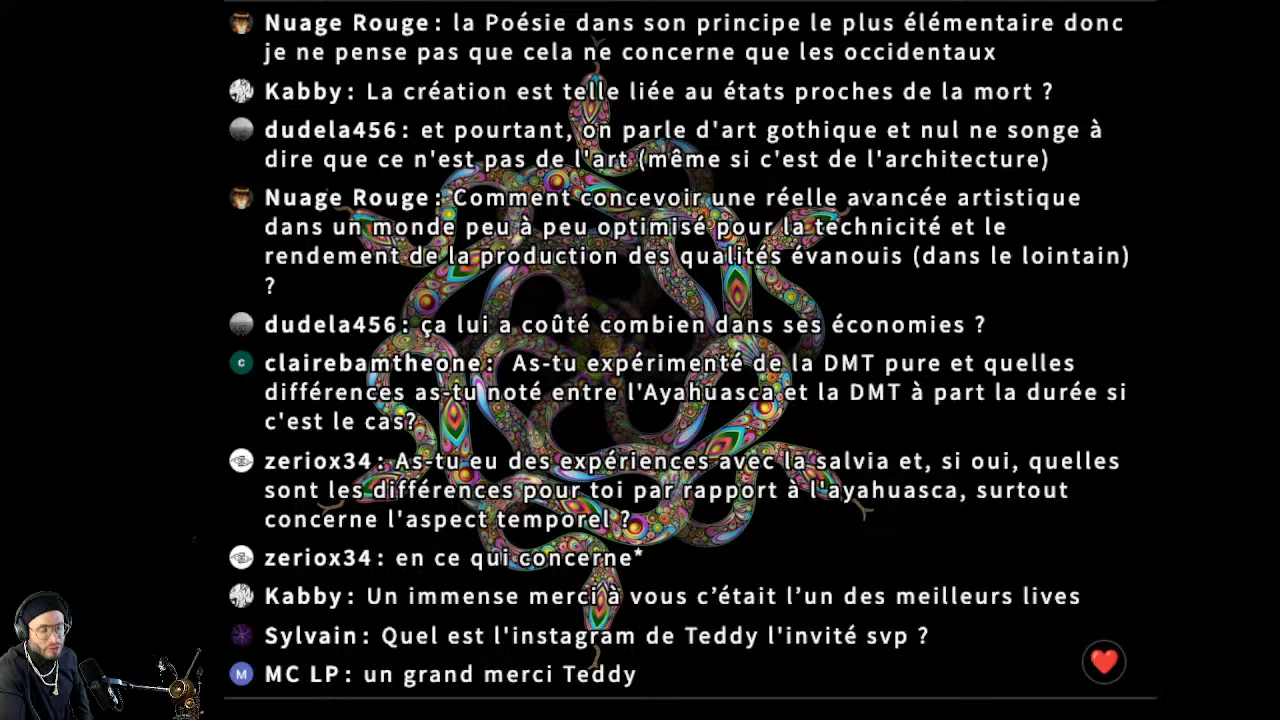 Nuage Rouge: la Poésie dans son principe le plus élémentaire donc
je ne pense pas que cela ne concerne que les occidentaux
Kabby: La création est telle liée au états proches de la mort ?
dudela456: et pourtant, on parle d'art gothique et nul ne songe à
dire que ce n'est pas de l'art (même si c'est de l'architecture)
Nuage Rouge: Comment concevoir une réelle avancée artistique
dans un monde peu à peu optimisé pour la technicité et le
rendement de la production des qualités évanouis (dans le lointain)
?
dudela456: ça lui a coûté combien dans ses économies ?
c
clairebamtheone: As-tu expérimenté de la DMT pure et quelles
différences as-tu noté entre l'Ayahuasca et la DMT à part la durée si
c'est le cas?
zeriox34: As-tu eu des expériences avec la salvia et, si oui, quelles
sont les différences pour toi par rapport à l'ayahuasca, surtout
concerne l'aspect temporel ?
zeriox34: en ce qui concerne*
Kabby: Un immense merci à vous c’était l’un des meilleurs lives
Sylvain: Quel est l'instagram de Teddy l'invité svp ?
M
MC LP: un grand merci Teddy